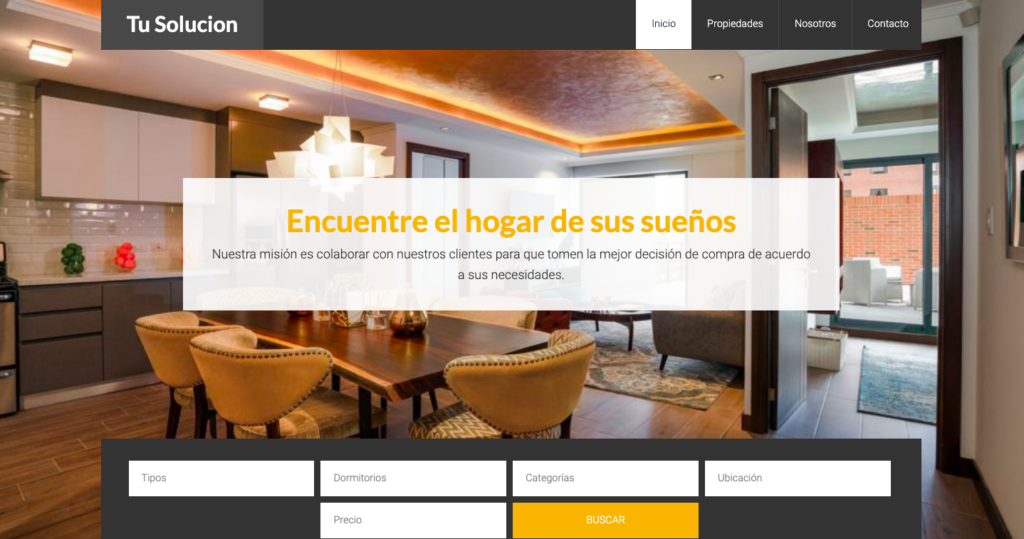 Tu Solucion
Inicio
Propiedades
Nosotros
Contacto
Encuentre el hogar de sus sueños
Nuestra misión es colaborar con nuestros clientes para que tomen la mejor decisión de compra de acuerdo
a sus necesidades.
Tipos
Dormitorios
Categorías
Ubicación
Precio
BUSCAR